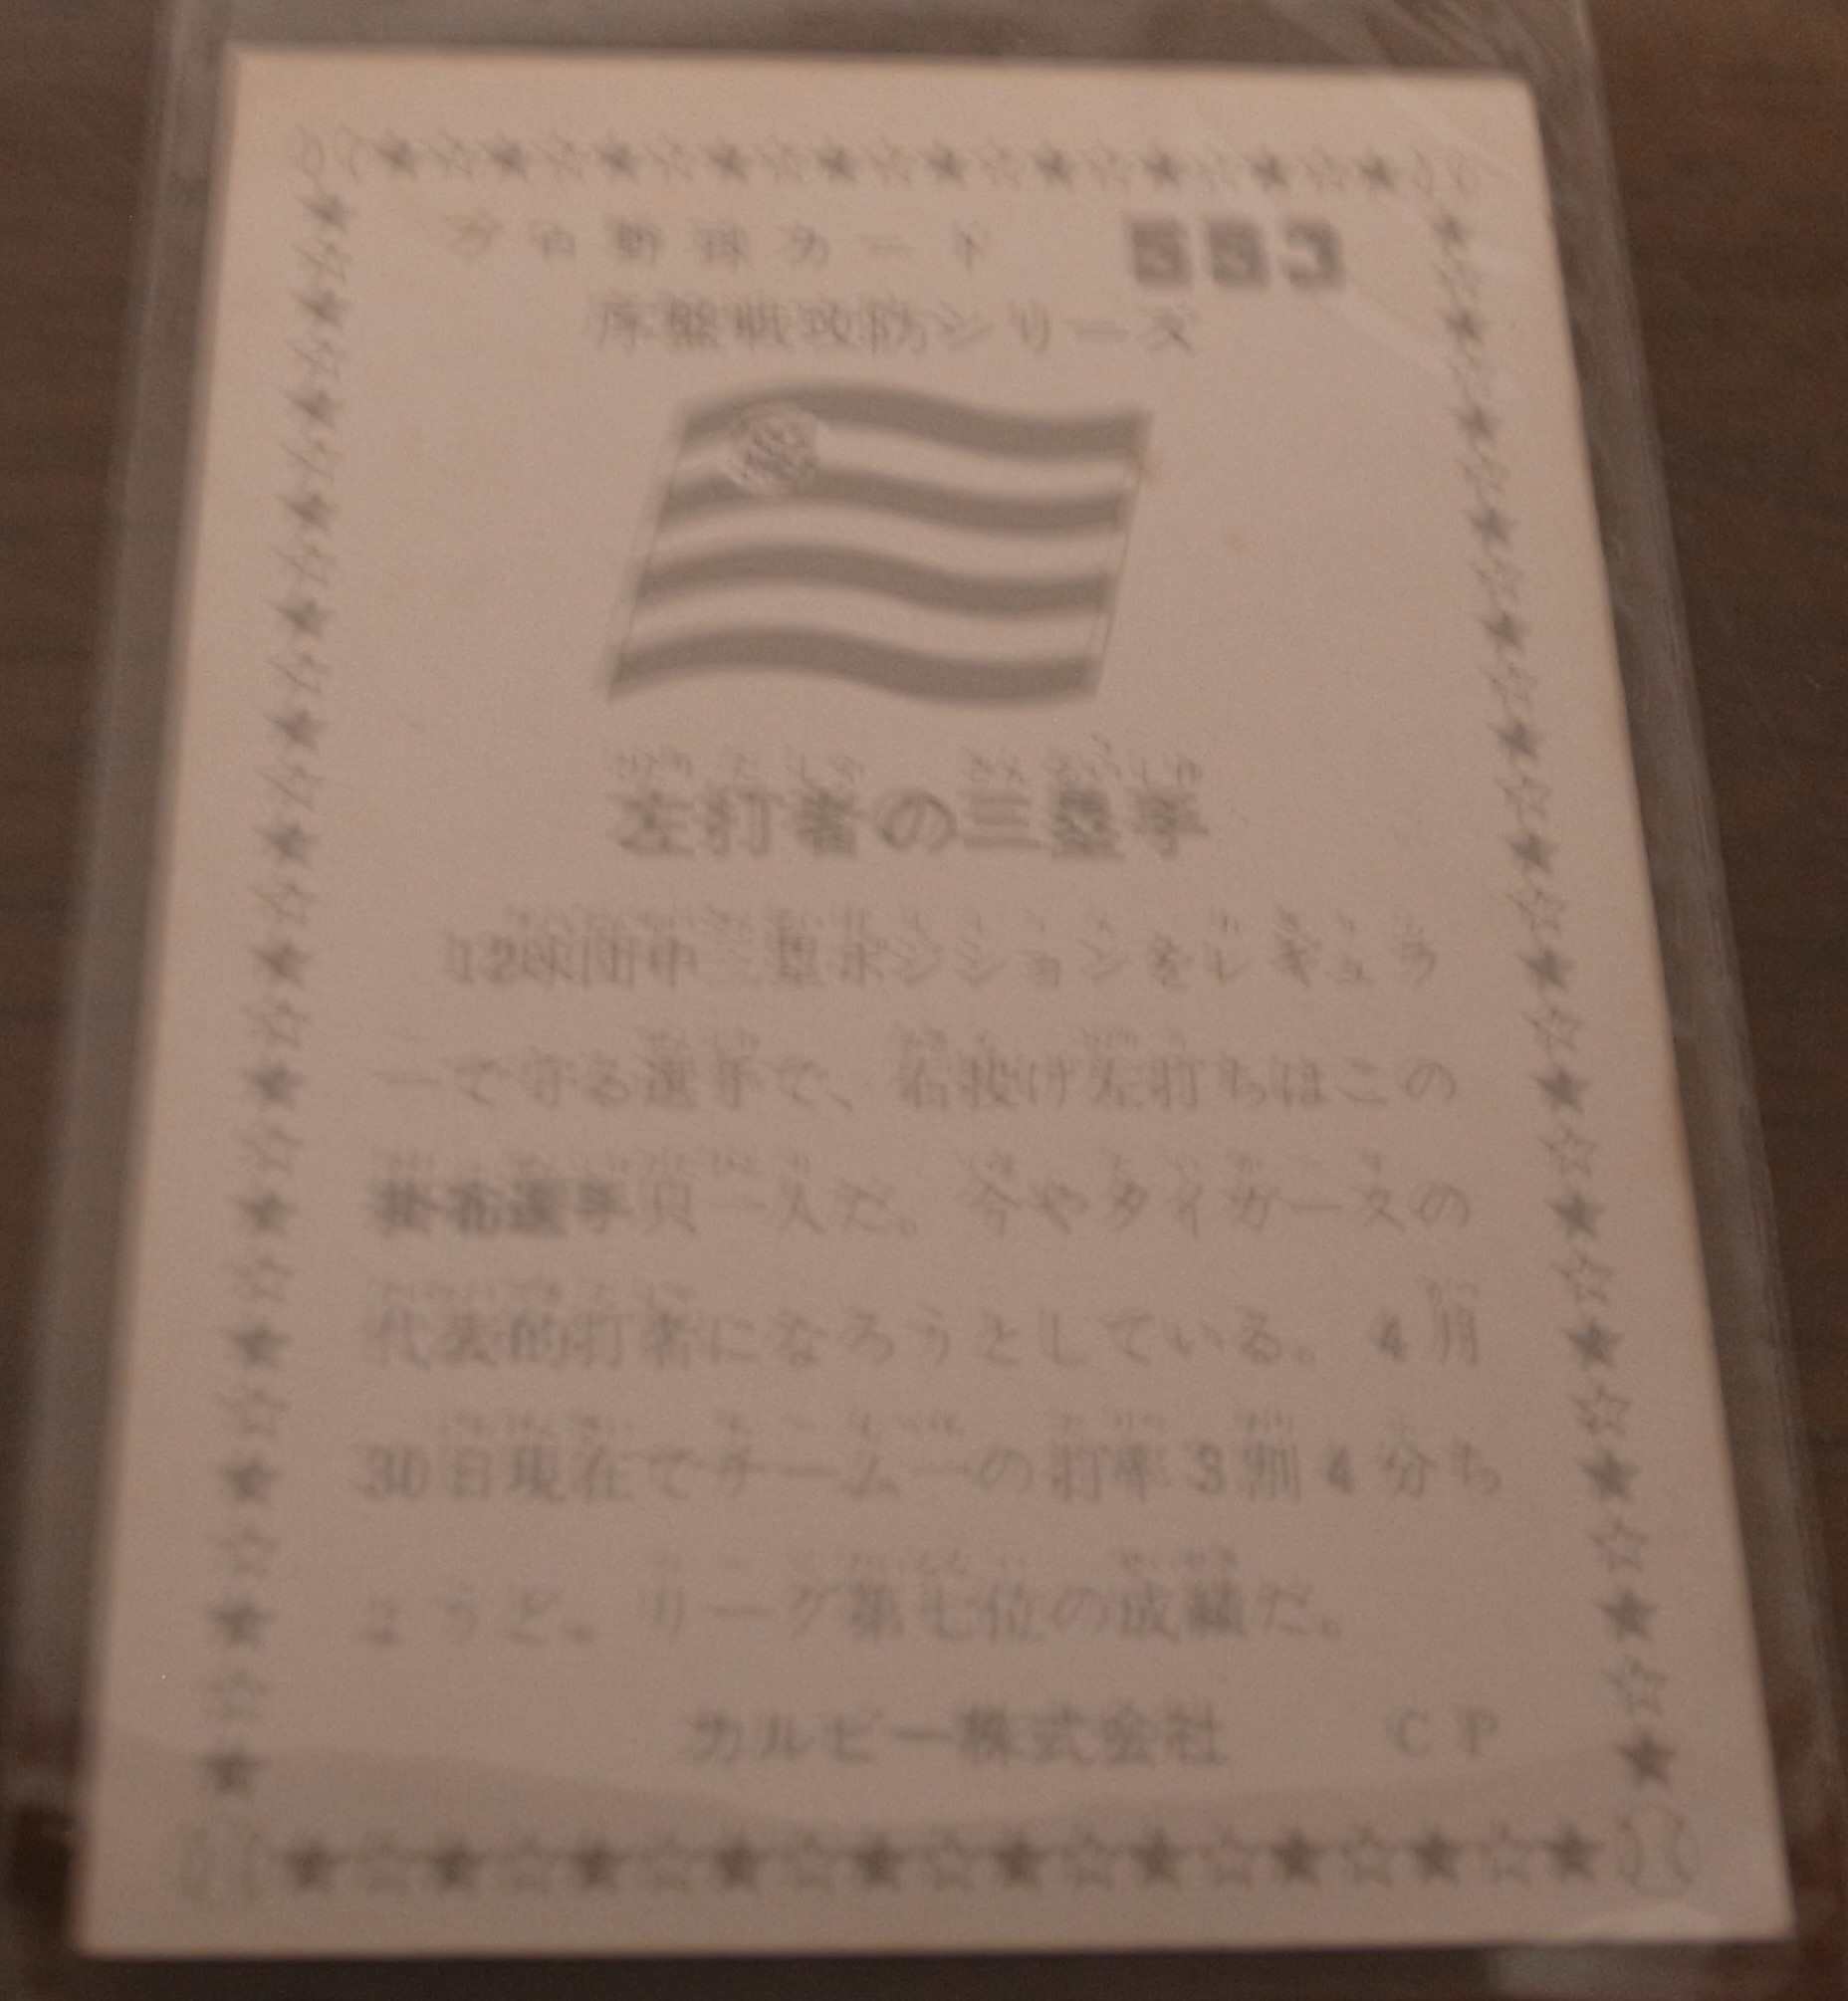 プロ野球カード
序盤戦攻防シリーズ
左打者の三塁手
12球団中三塁ポジションをレギュラ
ーで守る選手で、右投げ左打ちはこの
掛布選手只一人だ。今やタイガースの
代表的打者になろうとしている。4月
30日現在でチーム一の打率3割4分ち
ょうど。リーグ第七位の成績だ。
カルビー株式会社 CP